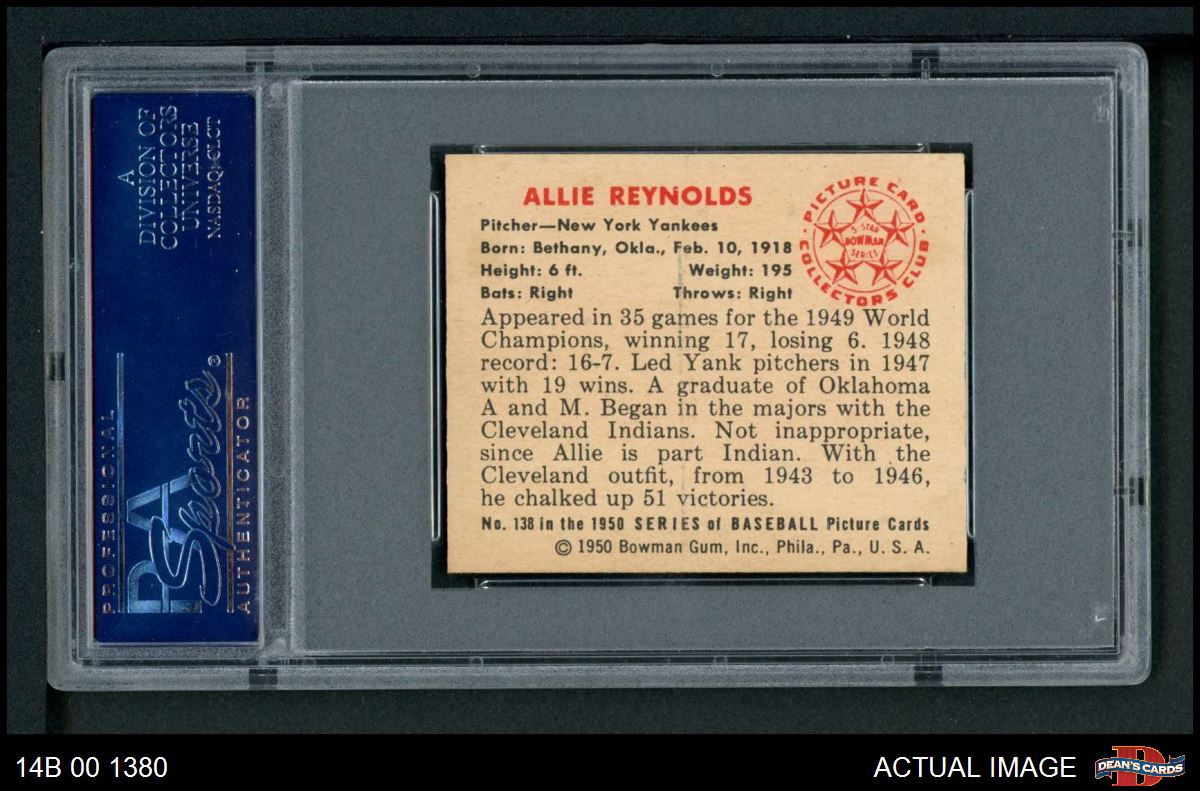 A
DIVISION OF
COLLECTORS
UNIVERSE
NASDAQ: CLCT
PROFESSIONAL
PSA
Sports®
AUTHENTICATOR
ALLIE REYNOLDS
Pitcher—New York Yankees
Born: Bethany, Okla., Feb. 10, 1918
Height: 6 ft. Weight: 195
Bats: Right Throws: Right
PICTURE CARD
COLLECTORS CLUB
5-STAR
BOWMAN
SERIES
Appeared in 35 games for the 1949 World
Champions, winning 17, losing 6. 1948
record: 16-7. Led Yank pitchers in 1947
with 19 wins. A graduate of Oklahoma
A and M. Began in the majors with the
Cleveland Indians. Not inappropriate,
since Allie is part Indian. With the
Cleveland outfit, from 1943 to 1946,
he chalked up 51 victories.
No. 138 in the 1950 SERIES of BASEBALL Picture Cards
© 1950 Bowman Gum, Inc., Phila., Pa., U. S. A.
14B 00 1380
ACTUAL IMAGE
D
DEAN'S CARDS